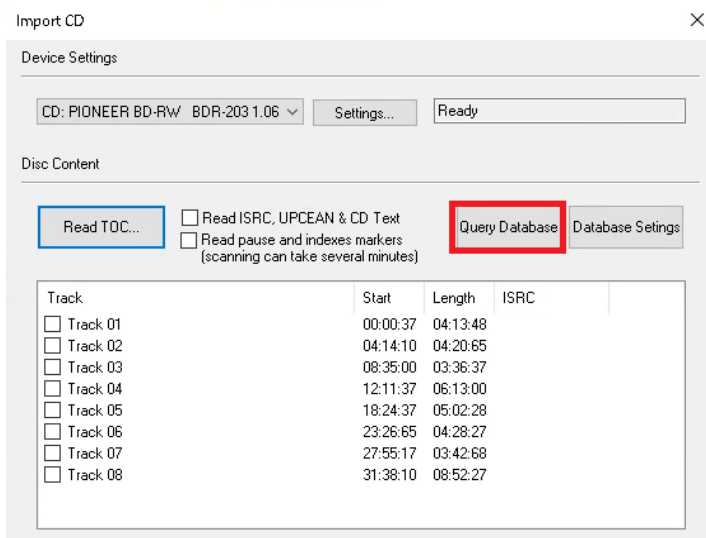 Import CD
Device Settings
CD: PIONEER BD-RW BDR-203 1.06
Settings...
Ready
Disc Content
Read TOC...
Read ISRC, UPCEAN & CD Text
Read pause and indexes markers
(scanning can take several minutes)
Query Database
Database Setings
Track Start Length ISRC
Track 01 00:00:37 04:13:48
Track 02 04:14:10 04:20:65
Track 03 08:35:00 03:36:37
Track 04 12:11:37 06:13:00
Track 05 18:24:37 05:02:28
Track 06 23:26:65 04:28:27
Track 07 27:55:17 03:42:68
Track 08 31:38:10 08:52:27